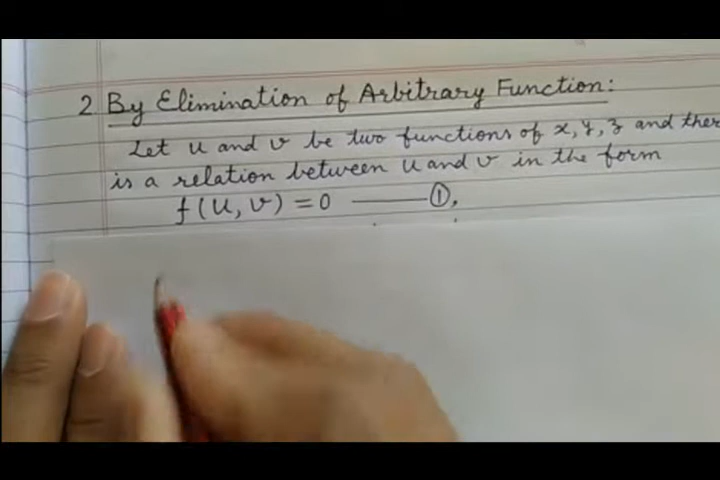 2 By Elimination of Arbitrary Function:
Let u and v be two functions of x, y, z and ther
is a relation between u and v in the form
f(u, v) = 0 —— ①,